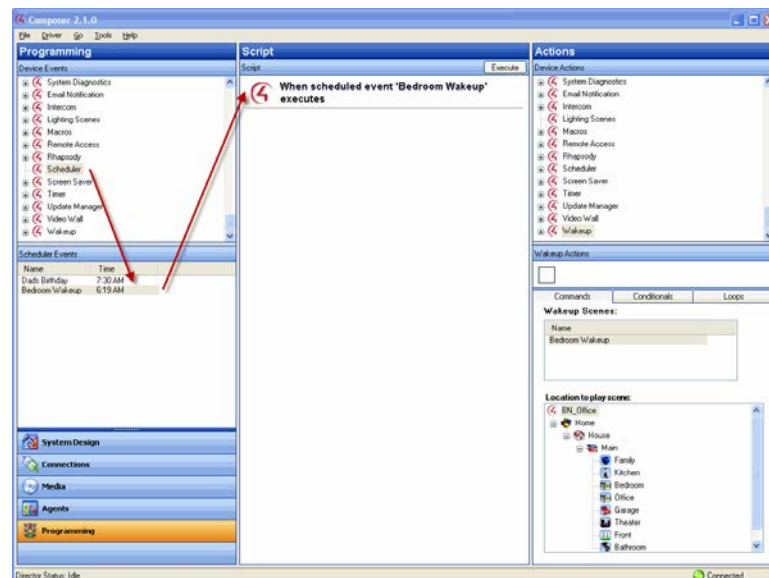 Composer 2.1.0
File Driver Go Tools Help
Programming
Device Events
System Diagnostics
Email Notification
Intercom
Lighting Scenes
Macros
Remote Access
Rhapsody
Scheduler
Screen Saver
Timer
Update Manager
Video Wall
Wakeup
Scheduler Events
Name Time
Dads Birthday 7:30 AM
Bedroom Wakeup 6:19 AM
System Design
Connections
Media
Agents
Programming
Script
Script Execute
When scheduled event 'Bedroom Wakeup'
executes
Actions
Device Actions
System Diagnostics
Email Notification
Intercom
Lighting Scenes
Macros
Remote Access
Rhapsody
Scheduler
Screen Saver
Timer
Update Manager
Video Wall
Wakeup
Wakeup Actions
Commands Conditionals Loops
Wakeup Scenes:
Name
Bedroom Wakeup
Location to play scene:
BN_Office
Home
House
Main
Family
Kitchen
Bedroom
Office
Garage
Theater
Front
Bathroom
Director Status: Idle
Connected